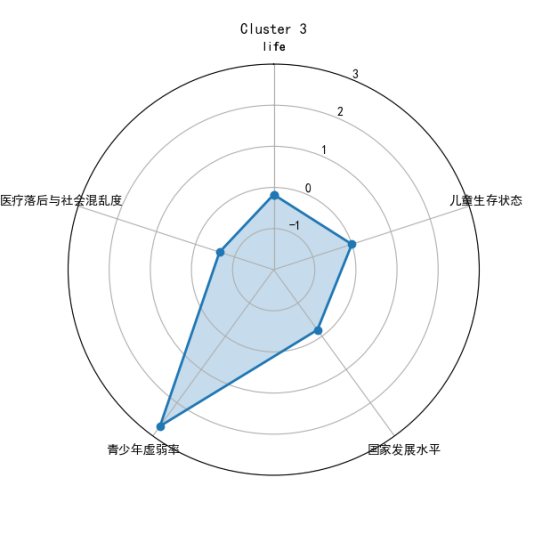 Cluster 3
life
3
2
1
0
-1
医疗落后与社会混乱度
儿童生存状态
青少年虚弱率
国家发展水平